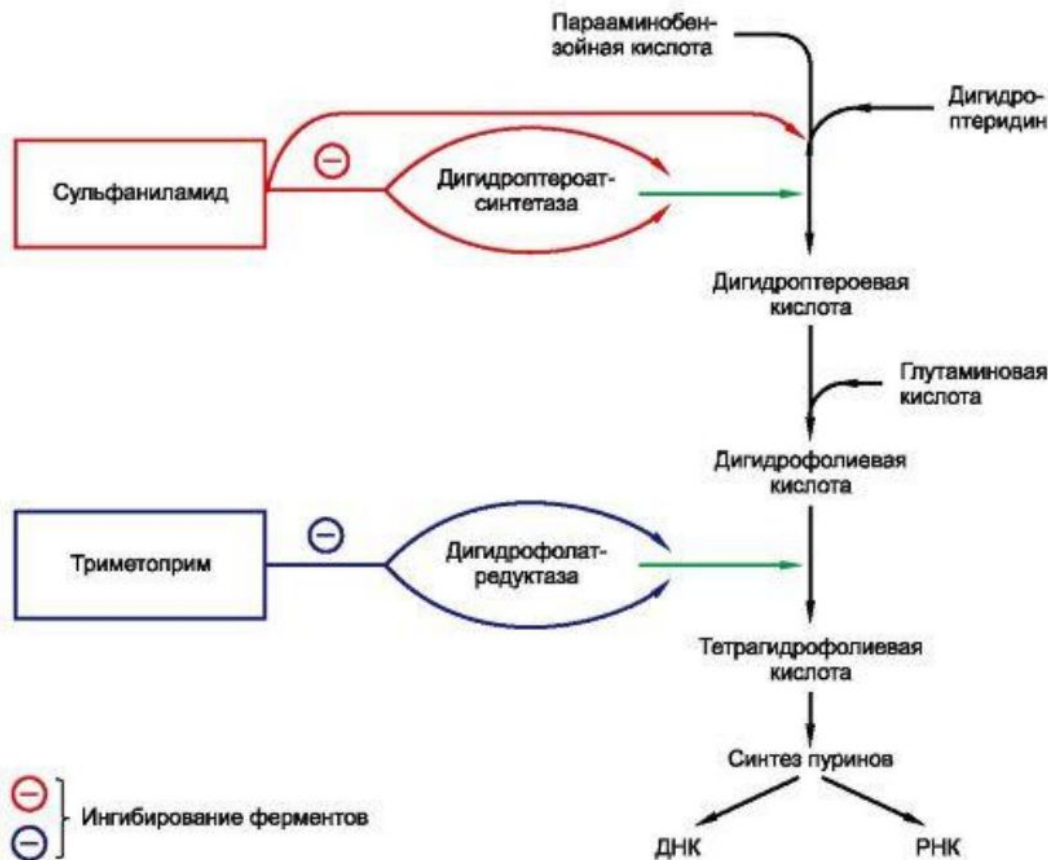 Парааминобен-
зойная кислота
Дигидро-
птеридин
Сульфаниламид
Дигидроптероат-
синтетаза
Дигидроптероевая
кислота
Глутаминовая
кислота
Дигидрофолиевая
кислота
Триметоприм
Дигидрофолат-
редуктаза
Тетрагидрофолиевая
кислота
Синтез пуринов
Ингибирование ферментов
ДНК
РНК